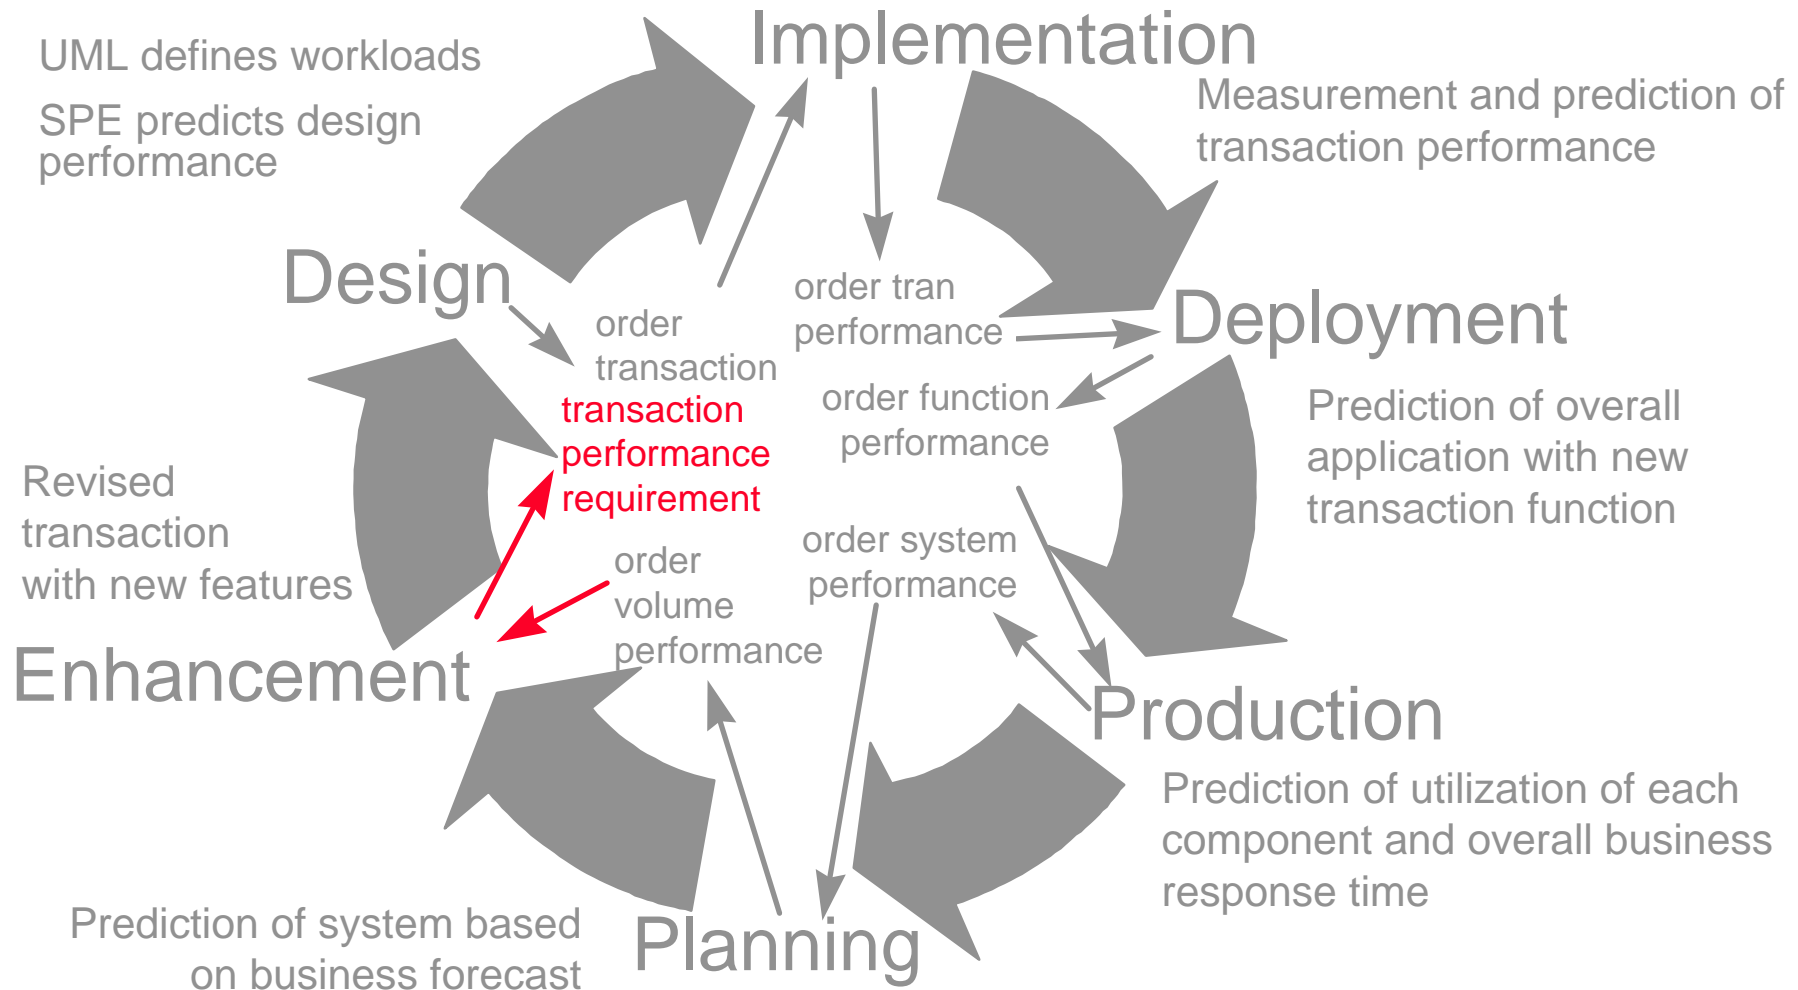 Implementation
UML defines workloads
SPE predicts design
performance
Measurement and prediction of
transaction performance
Design
Deployment
order tran
performance
order
transaction
transaction
performance
requirement
order function
performance
Prediction of overall
application with new
transaction function
Revised
transaction
with new features
order system
performance
order
volume
performance
Enhancement
Production
Prediction of utilization of each
component and overall business
response time
Prediction of system based
on business forecast
Planning